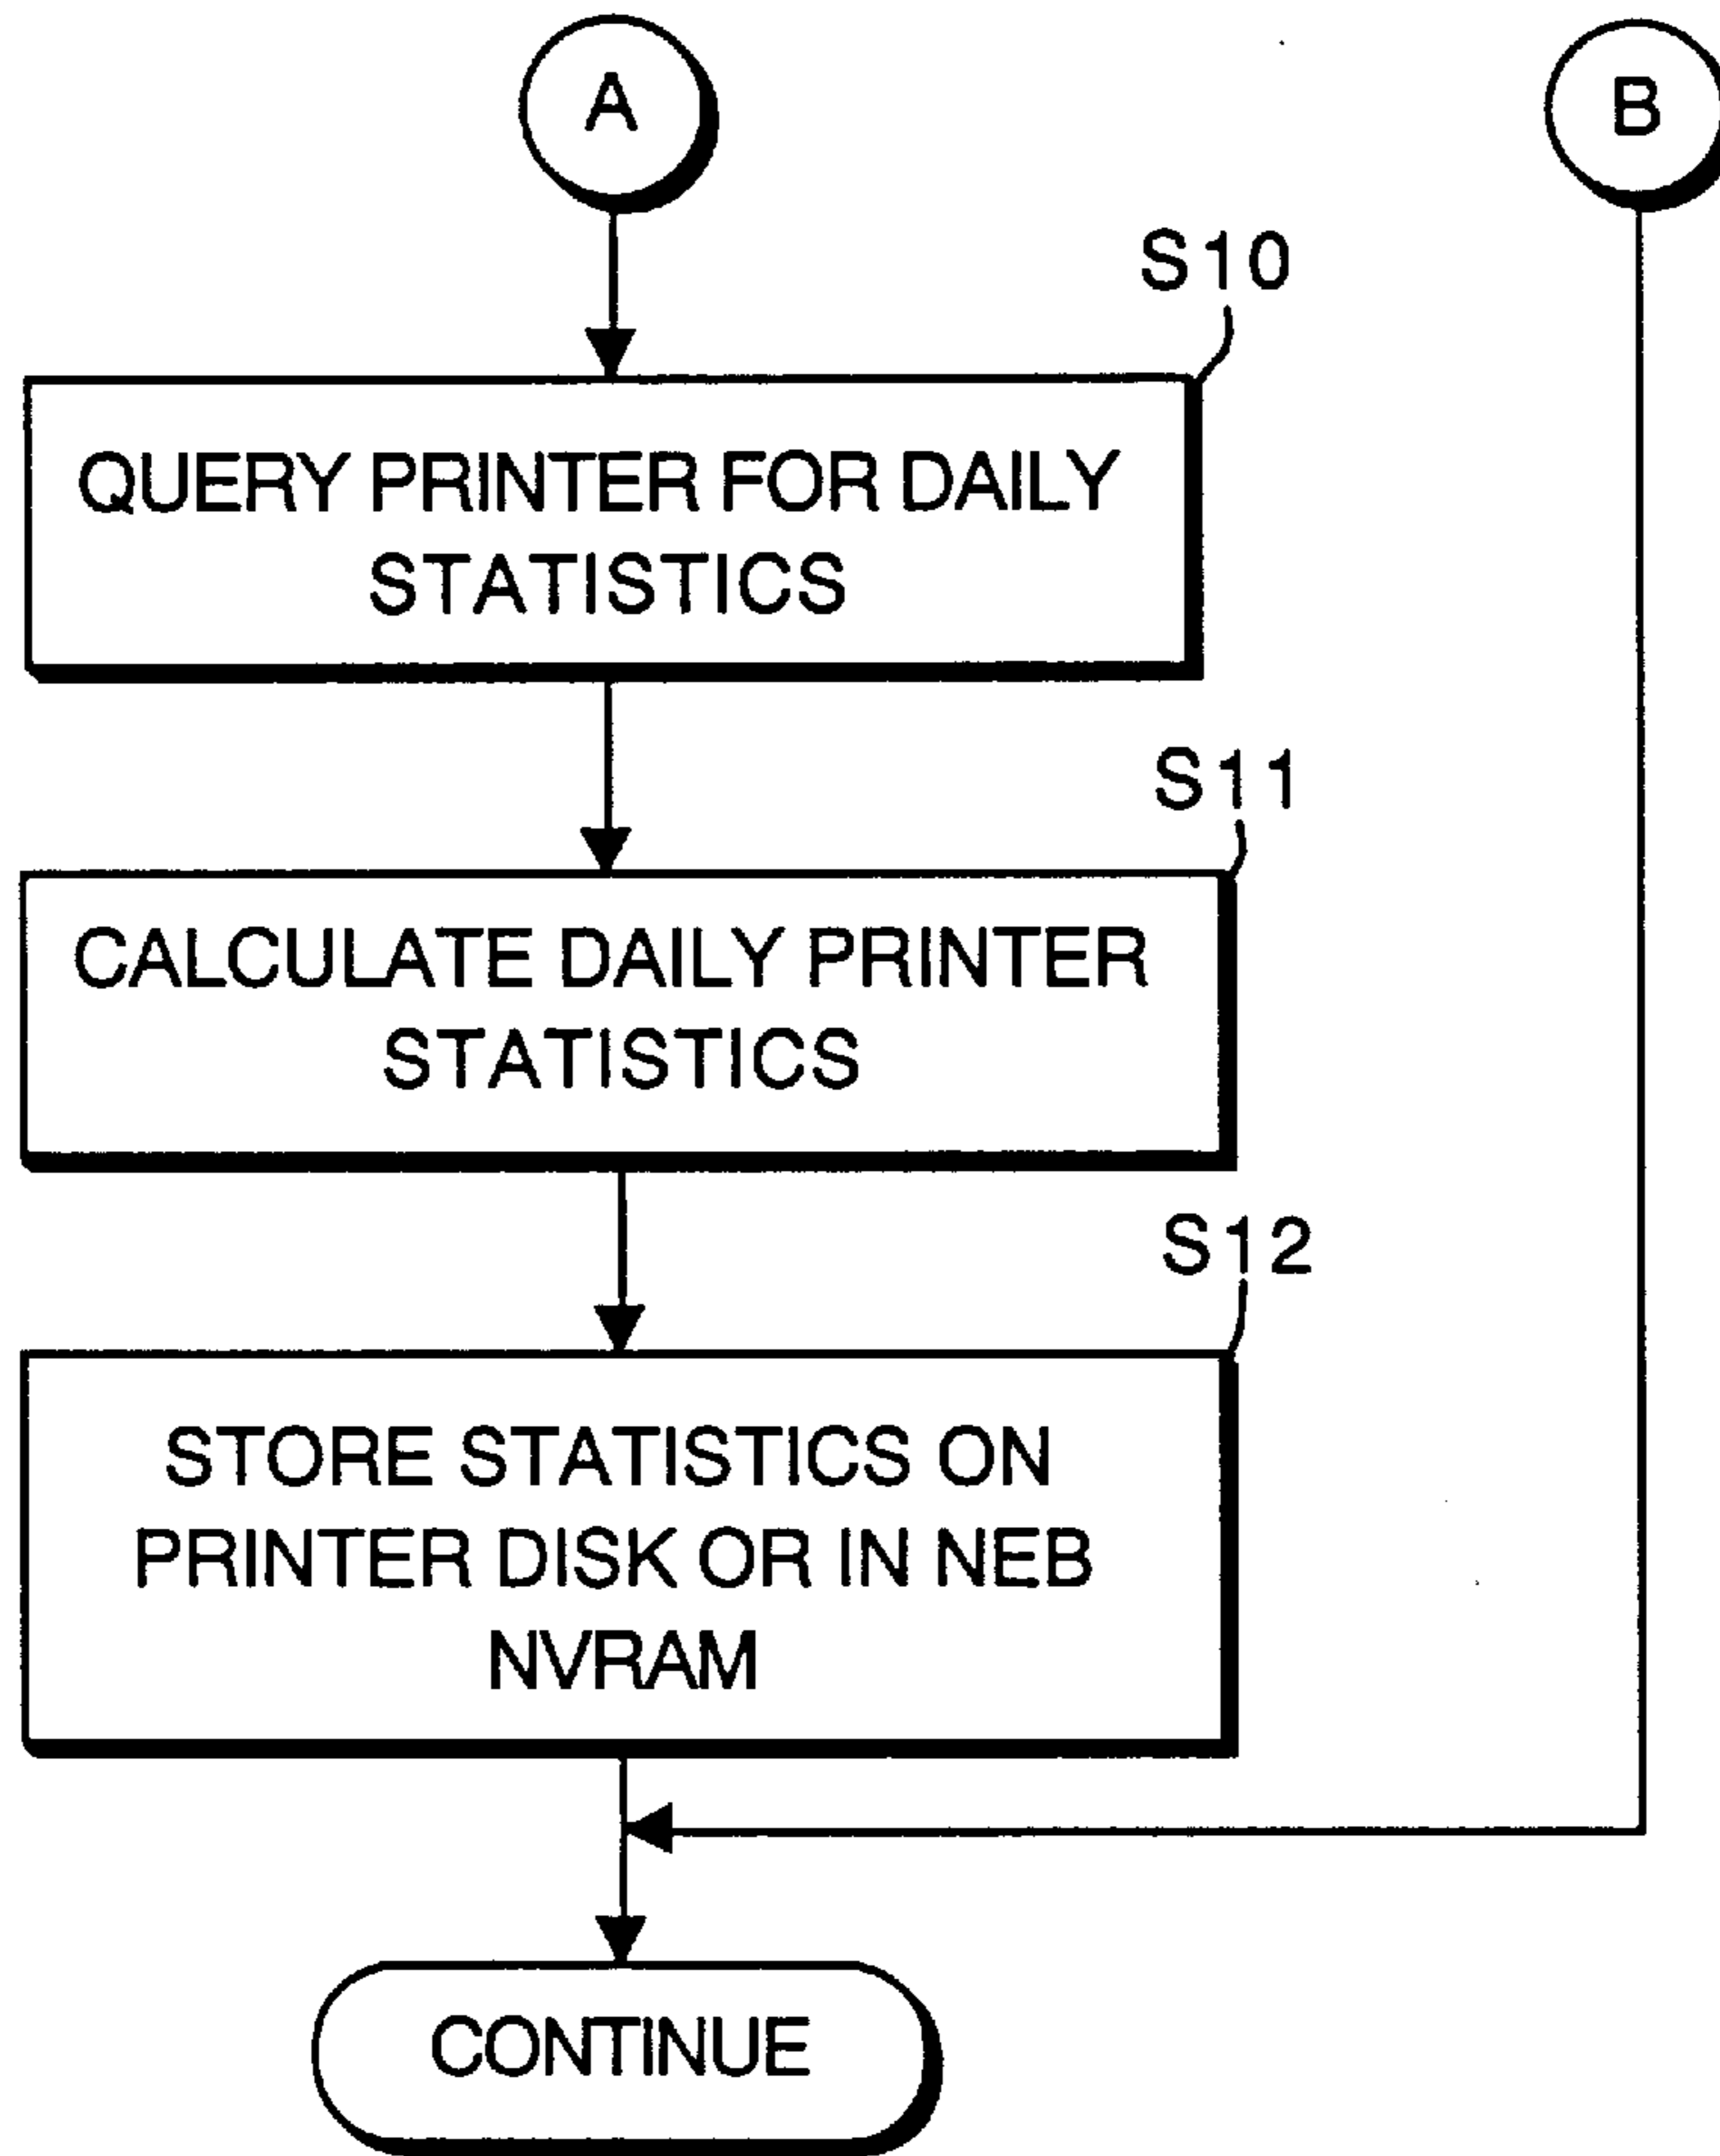 A
B
S10
QUERY PRINTER FOR DAILY
STATISTICS
S11
CALCULATE DAILY PRINTER
STATISTICS
S12
STORE STATISTICS ON
PRINTER DISK OR IN NEB
NVRAM
CONTINUE